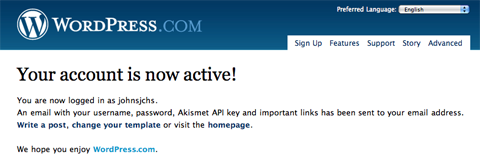 Preferred Language: English
WORDPRESS.COM
Sign Up Features Support Story Advanced
Your account is now active!
You are now logged in as johnsjchs.
An email with your username, password, Akismet API key and important links has been sent to your email address.
Write a post, change your template or visit the homepage.
We hope you enjoy WordPress.com.